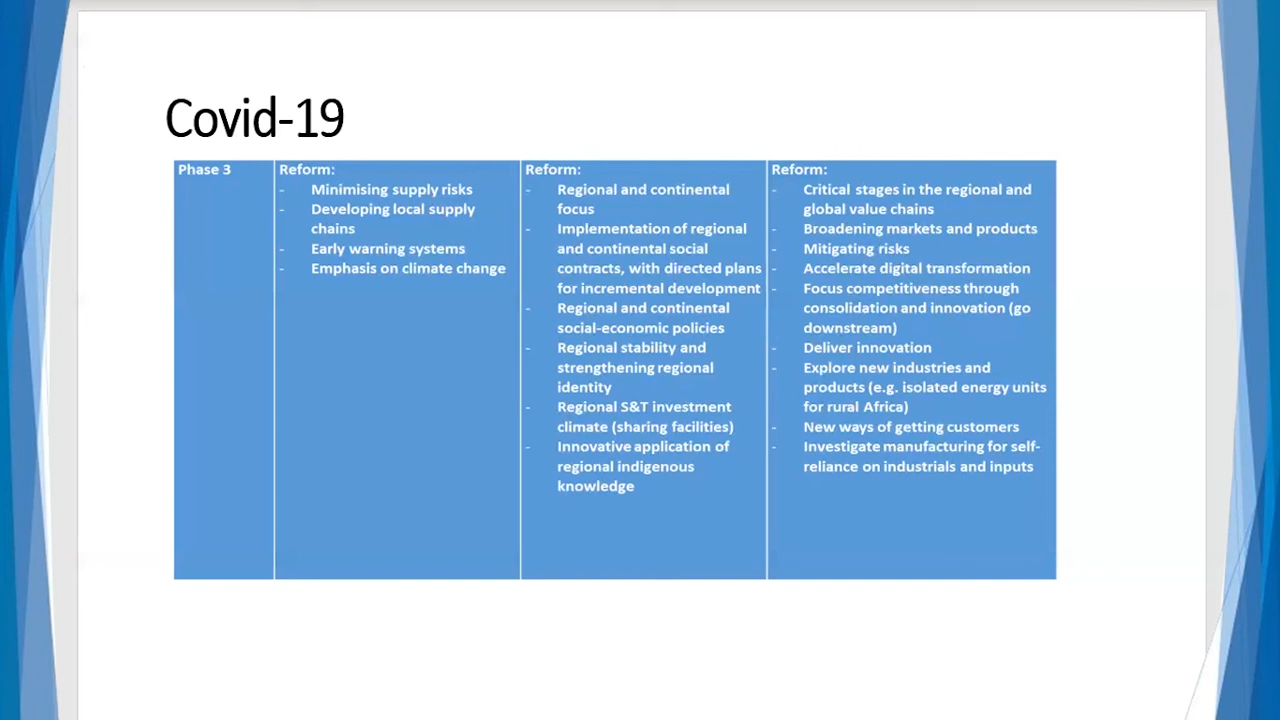 Covid-19
Phase 3
Reform:
- Minimising supply risks
- Developing local supply
chains
- Early warning systems
- Emphasis on climate change
Reform:
- Regional and continental
focus
- Implementation of regional
and continental social
contracts, with directed plans
for incremental development
- Regional and continental
social-economic policies
- Regional stability and
strengthening regional
identity
- Regional S&T investment
climate (sharing facilities)
- Innovative application of
regional indigenous
knowledge
Reform:
- Critical stages in the regional and
global value chains
- Broadening markets and products
- Mitigating risks
- Accelerate digital transformation
- Focus competitiveness through
consolidation and innovation (go
downstream)
- Deliver innovation
- Explore new industries and
products (e.g. isolated energy units
for rural Africa)
- New ways of getting customers
- Investigate manufacturing for self-
reliance on industrials and inputs